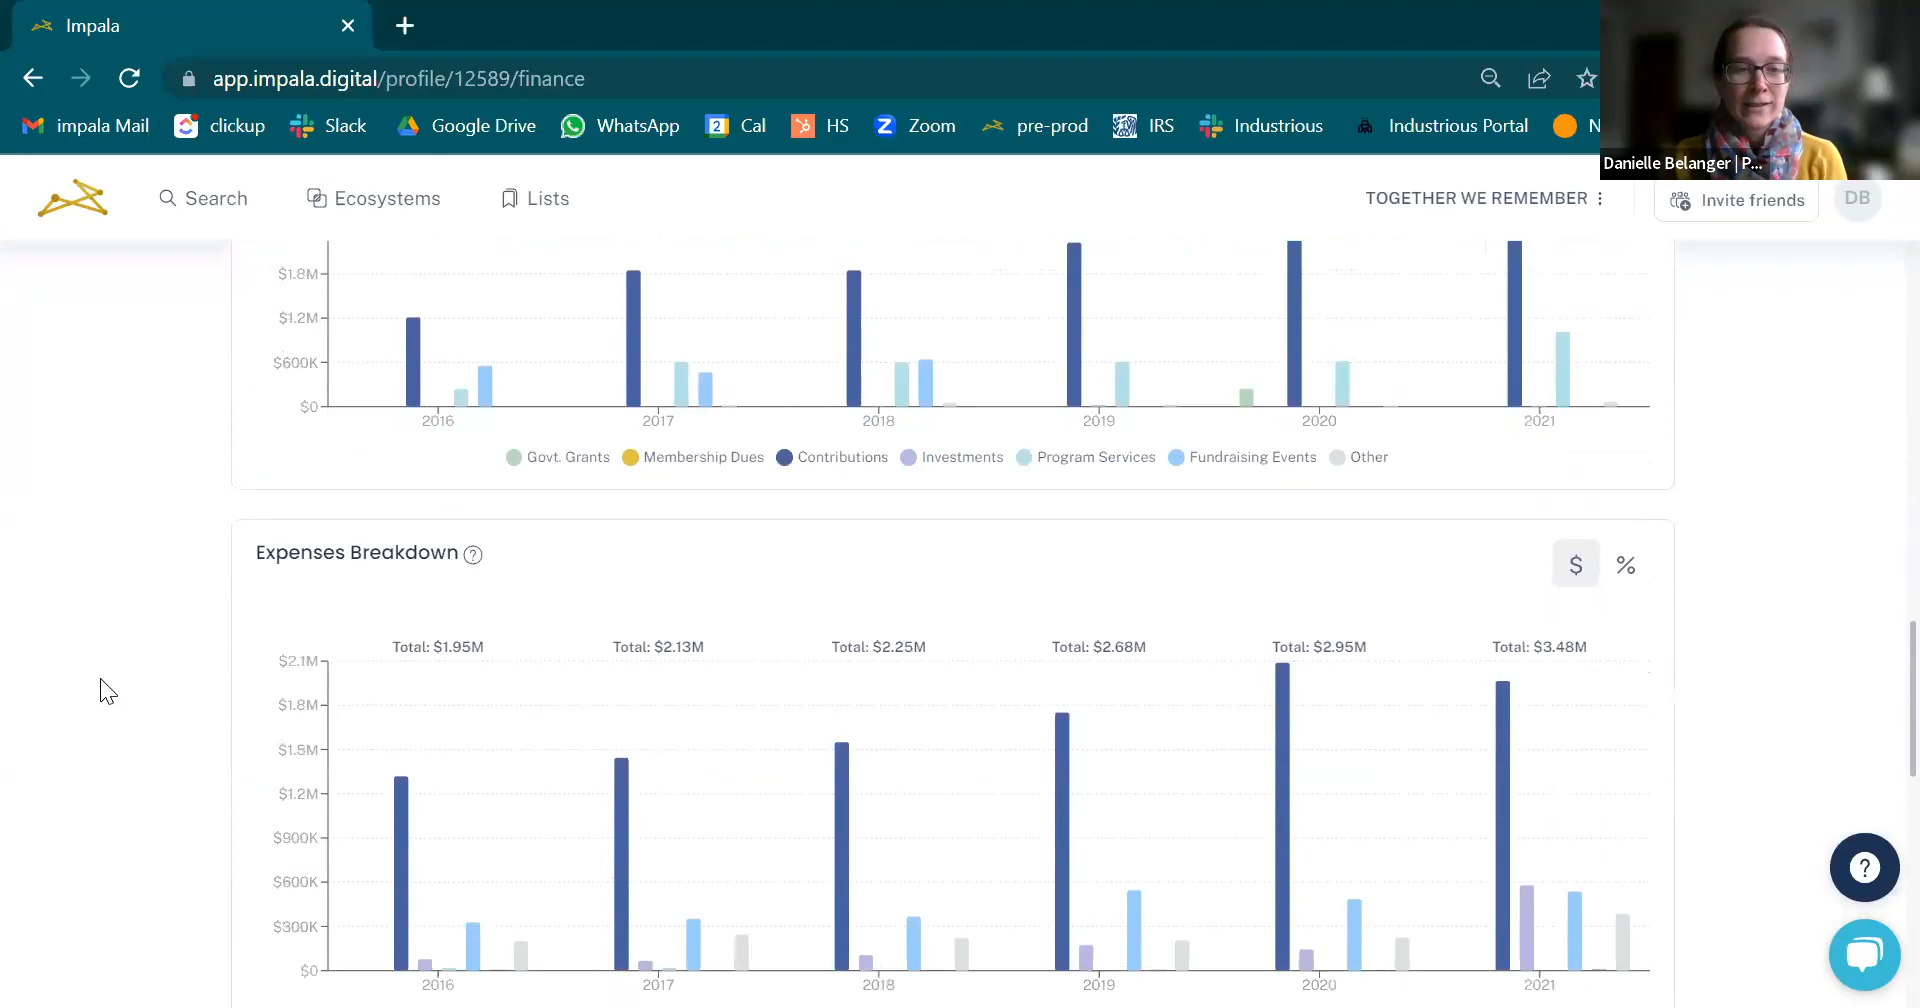 Impala
app.impala.digital/profile/12589/finance
impala Mail clickup Slack Google Drive WhatsApp 2 Cal HS Zoom pre-prod IRS Industrious Industrious Portal N
Danielle Belanger | P...
Search Ecosystems Lists TOGETHER WE REMEMBER Invite friends DB
$1.8M
$1.2M
$600K
$0
2016 2017 2018 2019 2020 2021
Govt. Grants Membership Dues Contributions Investments Program Services Fundraising Events Other
Expenses Breakdown ?
$ %
Total: $1.95M Total: $2.13M Total: $2.25M Total: $2.68M Total: $2.95M Total: $3.48M
$2.1M
$1.8M
$1.5M
$1.2M
$900K
$600K
$300K
$0
2016 2017 2018 2019 2020 2021
?